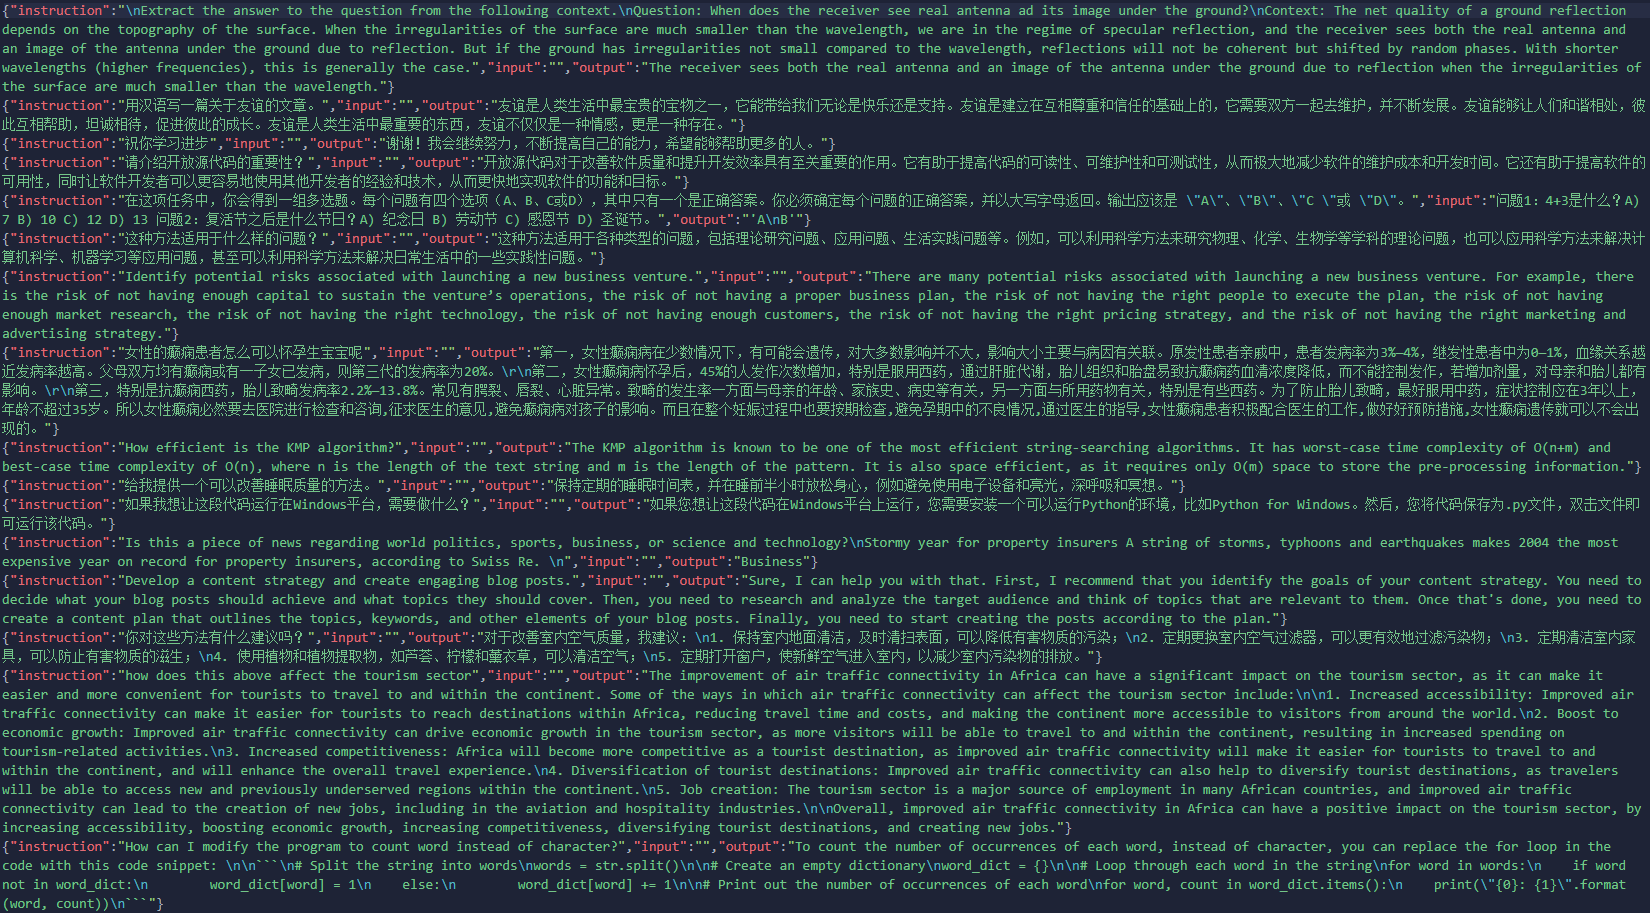 {"instruction":"\nExtract the answer to the question from the following context.\nQuestion: When does the receiver see real antenna ad its image under the ground?\nContext: The net quality of a ground reflection
depends on the topography of the surface. When the irregularities of the surface are much smaller than the wavelength, we are in the regime of specular reflection, and the receiver sees both the real antenna and
an image of the antenna under the ground due to reflection. But if the ground has irregularities not small compared to the wavelength, reflections will not be coherent but shifted by random phases. With shorter
wavelengths (higher frequencies), this is generally the case.","input":"","output":"The receiver sees both the real antenna and an image of the antenna under the ground due to reflection when the irregularities of
the surface are much smaller than the wavelength."}
{"instruction":"用汉语写一篇关于友谊的文章。","input":"","output":"友谊是人类生活中最宝贵的宝物之一，它能带给我们无论是快乐还是支持。友谊是建立在互相尊重和信任的基础上的，它需要双方一起去维护，并不断发展。友谊能够让人们和谐相处，彼
此互相帮助，坦诚相待，促进彼此的成长。友谊是人类生活中最重要的东西，友谊不仅仅是一种情感，更是一种存在。"}
{"instruction":"祝你学习进步","input":"","output":"谢谢！我会继续努力，不断提高自己的能力，希望能够帮助更多的人。"}
{"instruction":"请介绍开放源代码的重要性？","input":"","output":"开放源代码对于改善软件质量和提升开发效率具有至关重要的作用。它有助于提高代码的可读性、可维护性和可测试性，从而极大地减少软件的维护成本和开发时间。它还有助于提高软件的
可用性，同时让软件开发者可以更容易地使用其他开发者的经验和技术，从而更快地实现软件的功能和目标。"}
{"instruction":"在这项任务中，你会得到一组多选题。每个问题有四个选项（A、B、C或D），其中只有一个是正确答案。你必须确定每个问题的正确答案，并以大写字母返回。输出应该是 \"A\"、\"B\"、\"C \"或 \"D\"。","input":"问题1: 4+3是什么？A)
7 B) 10 C) 12 D) 13 问题2: 复活节之后是什么节日？A) 纪念日 B) 劳动节 C) 感恩节 D) 圣诞节。","output":"'A\nB'"}
{"instruction":"这种方法适用于什么样的问题？","input":"","output":"这种方法适用于各种类型的问题，包括理论研究问题、应用问题、生活实践问题等。例如，可以利用科学方法来研究物理、化学、生物学等学科的理论问题，也可以应用科学方法来解决计
算机科学、机器学习等应用问题，甚至可以利用科学方法来解决日常生活中的一些实践性问题。"}
{"instruction":"Identify potential risks associated with launching a new business venture.","input":"","output":"There are many potential risks associated with launching a new business venture. For example, there
is the risk of not having enough capital to sustain the venture’s operations, the risk of not having a proper business plan, the risk of not having the right people to execute the plan, the risk of not having
enough market research, the risk of not having the right technology, the risk of not having enough customers, the risk of not having the right pricing strategy, and the risk of not having the right marketing and
advertising strategy."}
{"instruction":"女性的癫痫患者怎么可以怀孕生宝宝呢","input":"","output":"第一，女性癫痫病在少数情况下，有可能会遗传，对大多数影响并不大，影响大小主要与病因有关联。原发性患者亲戚中，患者发病率为3%—4%，继发性患者中为0—1%，血缘关系越
近发病率越高。父母双方均有癫痫或有一子女已发病，则第三代的发病率为20%。\r\n第二，女性癫痫病怀孕后，45%的人发作次数增加，特别是服用西药，通过肝脏代谢，胎儿组织和胎盘易致抗癫痫药血清浓度降低，而不能控制发作，若增加剂量，对母亲和胎儿都有
影响。\r\n第三，特别是抗癫痫西药，胎儿致畸发病率2.2%—13.8%。常见有腭裂、唇裂、心脏异常。致畸的发生率一方面与母亲的年龄、家族史、病史等有关，另一方面与所用药物有关，特别是有些西药。为了防止胎儿致畸，最好服用中药，症状控制应在3年以上，
年龄不超过35岁。所以女性癫痫必然要去医院进行检查和咨询,征求医生的意见,避免癫痫病对孩子的影响。而且在整个妊娠过程中也要按期检查,避免孕期中的不良情况,通过医生的指导,女性癫痫患者积极配合医生的工作,做好好预防措施,女性癫痫遗传就可以不会出
现的。"}
{"instruction":"How efficient is the KMP algorithm?","input":"","output":"The KMP algorithm is known to be one of the most efficient string-searching algorithms. It has worst-case time complexity of O(n+m) and
best-case time complexity of O(n), where n is the length of the text string and m is the length of the pattern. It is also space efficient, as it requires only O(m) space to store the pre-processing information."}
{"instruction":"给我提供一个可以改善睡眠质量的方法。","input":"","output":"保持定期的睡眠时间表，并在睡前半小时放松身心，例如避免使用电子设备和亮光，深呼吸和冥想。"}
{"instruction":"如果我想让这段代码运行在Windows平台，需要做什么？","input":"","output":"如果您想让这段代码在Windows平台上运行，您需要安装一个可以运行Python的环境，比如Python for Windows。然后，您将代码保存为.py文件，双击文件即
可运行该代码。"}
{"instruction":"Is this a piece of news regarding world politics, sports, business, or science and technology?\nStormy year for property insurers A string of storms, typhoons and earthquakes makes 2004 the most
expensive year on record for property insurers, according to Swiss Re. \n","input":"","output":"Business"}
{"instruction":"Develop a content strategy and create engaging blog posts.","input":"","output":"Sure, I can help you with that. First, I recommend that you identify the goals of your content strategy. You need to
decide what your blog posts should achieve and what topics they should cover. Then, you need to research and analyze the target audience and think of topics that are relevant to them. Once that's done, you need to
create a content plan that outlines the topics, keywords, and other elements of your blog posts. Finally, you need to start creating the posts according to the plan."}
{"instruction":"你对这些方法有什么建议吗？","input":"","output":"对于改善室内空气质量，我建议：\n1. 保持室内地面清洁，及时清扫表面，可以降低有害物质的污染；\n2. 定期更换室内空气过滤器，可以更有效地过滤污染物；\n3. 定期清洁室内家
具，可以防止有害物质的滋生；\n4. 使用植物和植物提取物，如芦荟、柠檬和薰衣草，可以清洁空气；\n5. 定期打开窗户，使新鲜空气进入室内，以减少室内污染物的排放。"}
{"instruction":"how does this above affect the tourism sector","input":"","output":"The improvement of air traffic connectivity in Africa can have a significant impact on the tourism sector, as it can make it
easier and more convenient for tourists to travel to and within the continent. Some of the ways in which air traffic connectivity can affect the tourism sector include:\n\n1. Increased accessibility: Improved air
traffic connectivity can make it easier for tourists to reach destinations within Africa, reducing travel time and costs, and making the continent more accessible to visitors from around the world.\n2. Boost to
economic growth: Improved air traffic connectivity can drive economic growth in the tourism sector, as more visitors will be able to travel to and within the continent, resulting in increased spending on
tourism-related activities.\n3. Increased competitiveness: Africa will become more competitive as a tourist destination, as improved air traffic connectivity will make it easier for tourists to travel to and
within the continent, and will enhance the overall travel experience.\n4. Diversification of tourist destinations: Improved air traffic connectivity can also help to diversify tourist destinations, as travelers
will be able to access new and previously underserved regions within the continent.\n5. Job creation: The tourism sector is a major source of employment in many African countries, and improved air traffic
connectivity can lead to the creation of new jobs, including in the aviation and hospitality industries.\n\nOverall, improved air traffic connectivity in Africa can have a positive impact on the tourism sector, by
increasing accessibility, boosting economic growth, increasing competitiveness, diversifying tourist destinations, and creating new jobs."}
{"instruction":"How can I modify the program to count word instead of character?","input":"","output":"To count the number of occurrences of each word, instead of character, you can replace the for loop in the
code with this code snippet: \n\n```\n# Split the string into words\nwords = str.split()\n\n# Create an empty dictionary\nword_dict = {}\n\n# Loop through each word in the string\nfor word in words:\n    if word
not in word_dict:\n        word_dict[word] = 1\n    else:\n        word_dict[word] += 1\n\n# Print out the number of occurrences of each word\nfor word, count in word_dict.items():\n    print(\"{0}: {1}\".format
(word, count))\n```"}